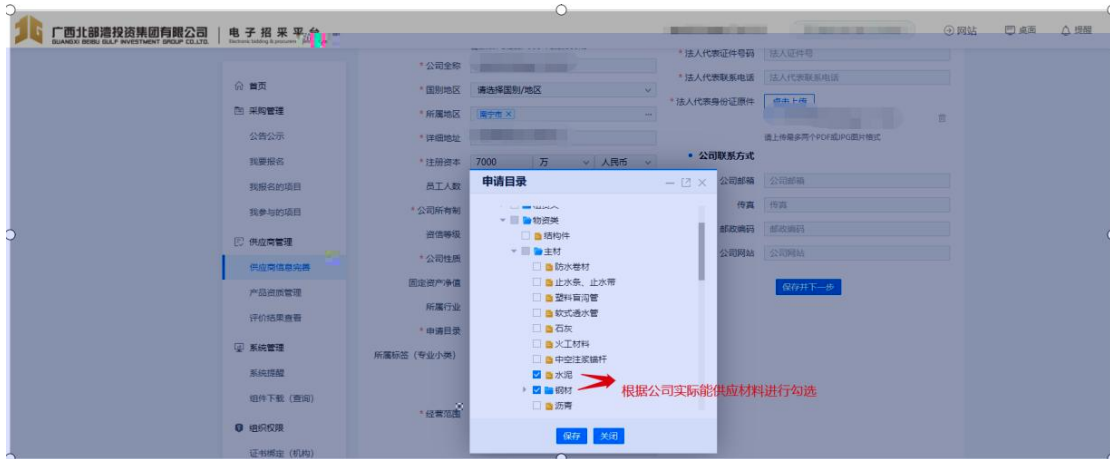 广西北部湾投资集团有限公司
GUANGXI BEIBU GULF INVESTMENT GROUP CO.,LTD.
电子招采平台
网站
桌面
提醒
首页
采购管理
公告公示
我要报名
我报名的项目
我参与的项目
供应商管理
供应商信息完善
产品资质管理
评价结果查看
系统管理
系统提醒
组件下载（查询）
组织权限
证书绑定（机构）
* 公司全称
* 国别地区 请选择国别/地区
* 所属地区 南宁市 ×
* 详细地址
* 注册资本 7000 万 人民币
员工人数
* 公司所有制
资信等级
* 公司性质
固定资产净值
所属行业
* 申请目录
所属标签（专业小类）
* 经营范围
申请目录
物资类
结构件
主材
防水卷材
止水条、止水带
塑料盲沟管
软式透水管
石灰
火工材料
中空注浆锚杆
水泥
钢材
沥青
保存 关闭
根据公司实际能供应材料进行勾选
* 法人代表证件号码 法人证件号
* 法人代表联系电话 法人代表联系电话
* 法人代表身份证原件 点击上传
请上传最多两个PDF或JPG图片格式
• 公司联系方式
公司邮箱 公司邮箱
传真 传真
邮政编码 邮政编码
公司网站 公司网站
保存并下一步